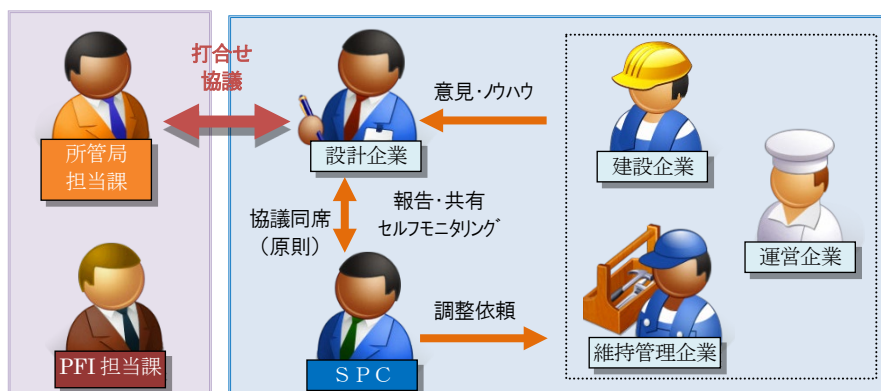 打合せ
協議
所管局
担当課
設計企業
意見・ノウハウ
建設企業
運営企業
協議同席
（原則）
報告・共有
セルフモニタリング
調整依頼
維持管理企業
PFI 担当課
ＳＰＣ